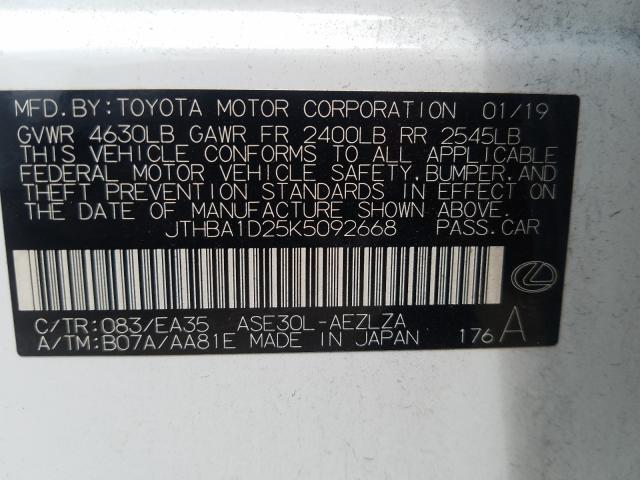 MFD.BY:TOYOTA MOTOR CORPORATION 01/19
GVWR 4630LB GAWR FR 2400LB RR 2545LB
THIS VEHICLE CONFORMS TO ALL APPLICABLE
FEDERAL MOTOR VEHICLE SAFETY,BUMPER,AND
THEFT PREVENTION STANDARDS IN EFFECT ON
THE DATE OF MANUFACTURE SHOWN ABOVE.
JTHBA1D25K5092668 PASS.CAR
C/TR:083/EA35 ASE30L-AEZLZA
A/TM:B07A/AA81E MADE IN JAPAN 176 A